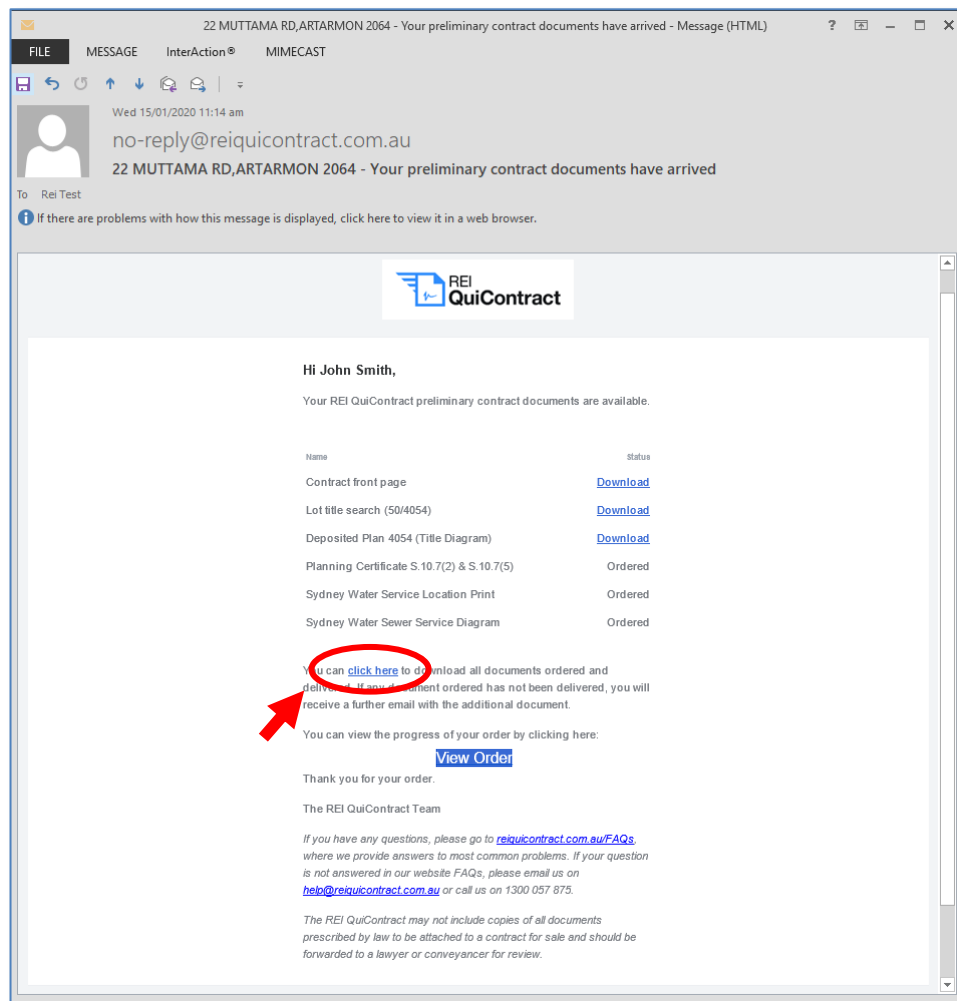 22 MUTTAMA RD,ARTARMON 2064 - Your preliminary contract documents have arrived - Message (HTML)
FILE MESSAGE InterAction® MIMECAST
Wed 15/01/2020 11:14 am
no-reply@reiquicontract.com.au
22 MUTTAMA RD,ARTARMON 2064 - Your preliminary contract documents have arrived
To Rei Test
If there are problems with how this message is displayed, click here to view it in a web browser.
REI
QuiContract
Hi John Smith,
Your REI QuiContract preliminary contract documents are available.
Name Status
Contract front page Download
Lot title search (50/4054) Download
Deposited Plan 4054 (Title Diagram) Download
Planning Certificate S.10.7(2) & S.10.7(5) Ordered
Sydney Water Service Location Print Ordered
Sydney Water Sewer Service Diagram Ordered
You can click here to download all documents ordered and
delivered. If any document ordered has not been delivered, you will
receive a further email with the additional document.
You can view the progress of your order by clicking here:
View Order
Thank you for your order.
The REI QuiContract Team
If you have any questions, please go to reiquicontract.com.au/FAQs,
where we provide answers to most common problems. If your question
is not answered in our website FAQs, please email us on
help@reiquicontract.com.au or call us on 1300 057 875.
The REI QuiContract may not include copies of all documents
prescribed by law to be attached to a contract for sale and should be
forwarded to a lawyer or conveyancer for review.